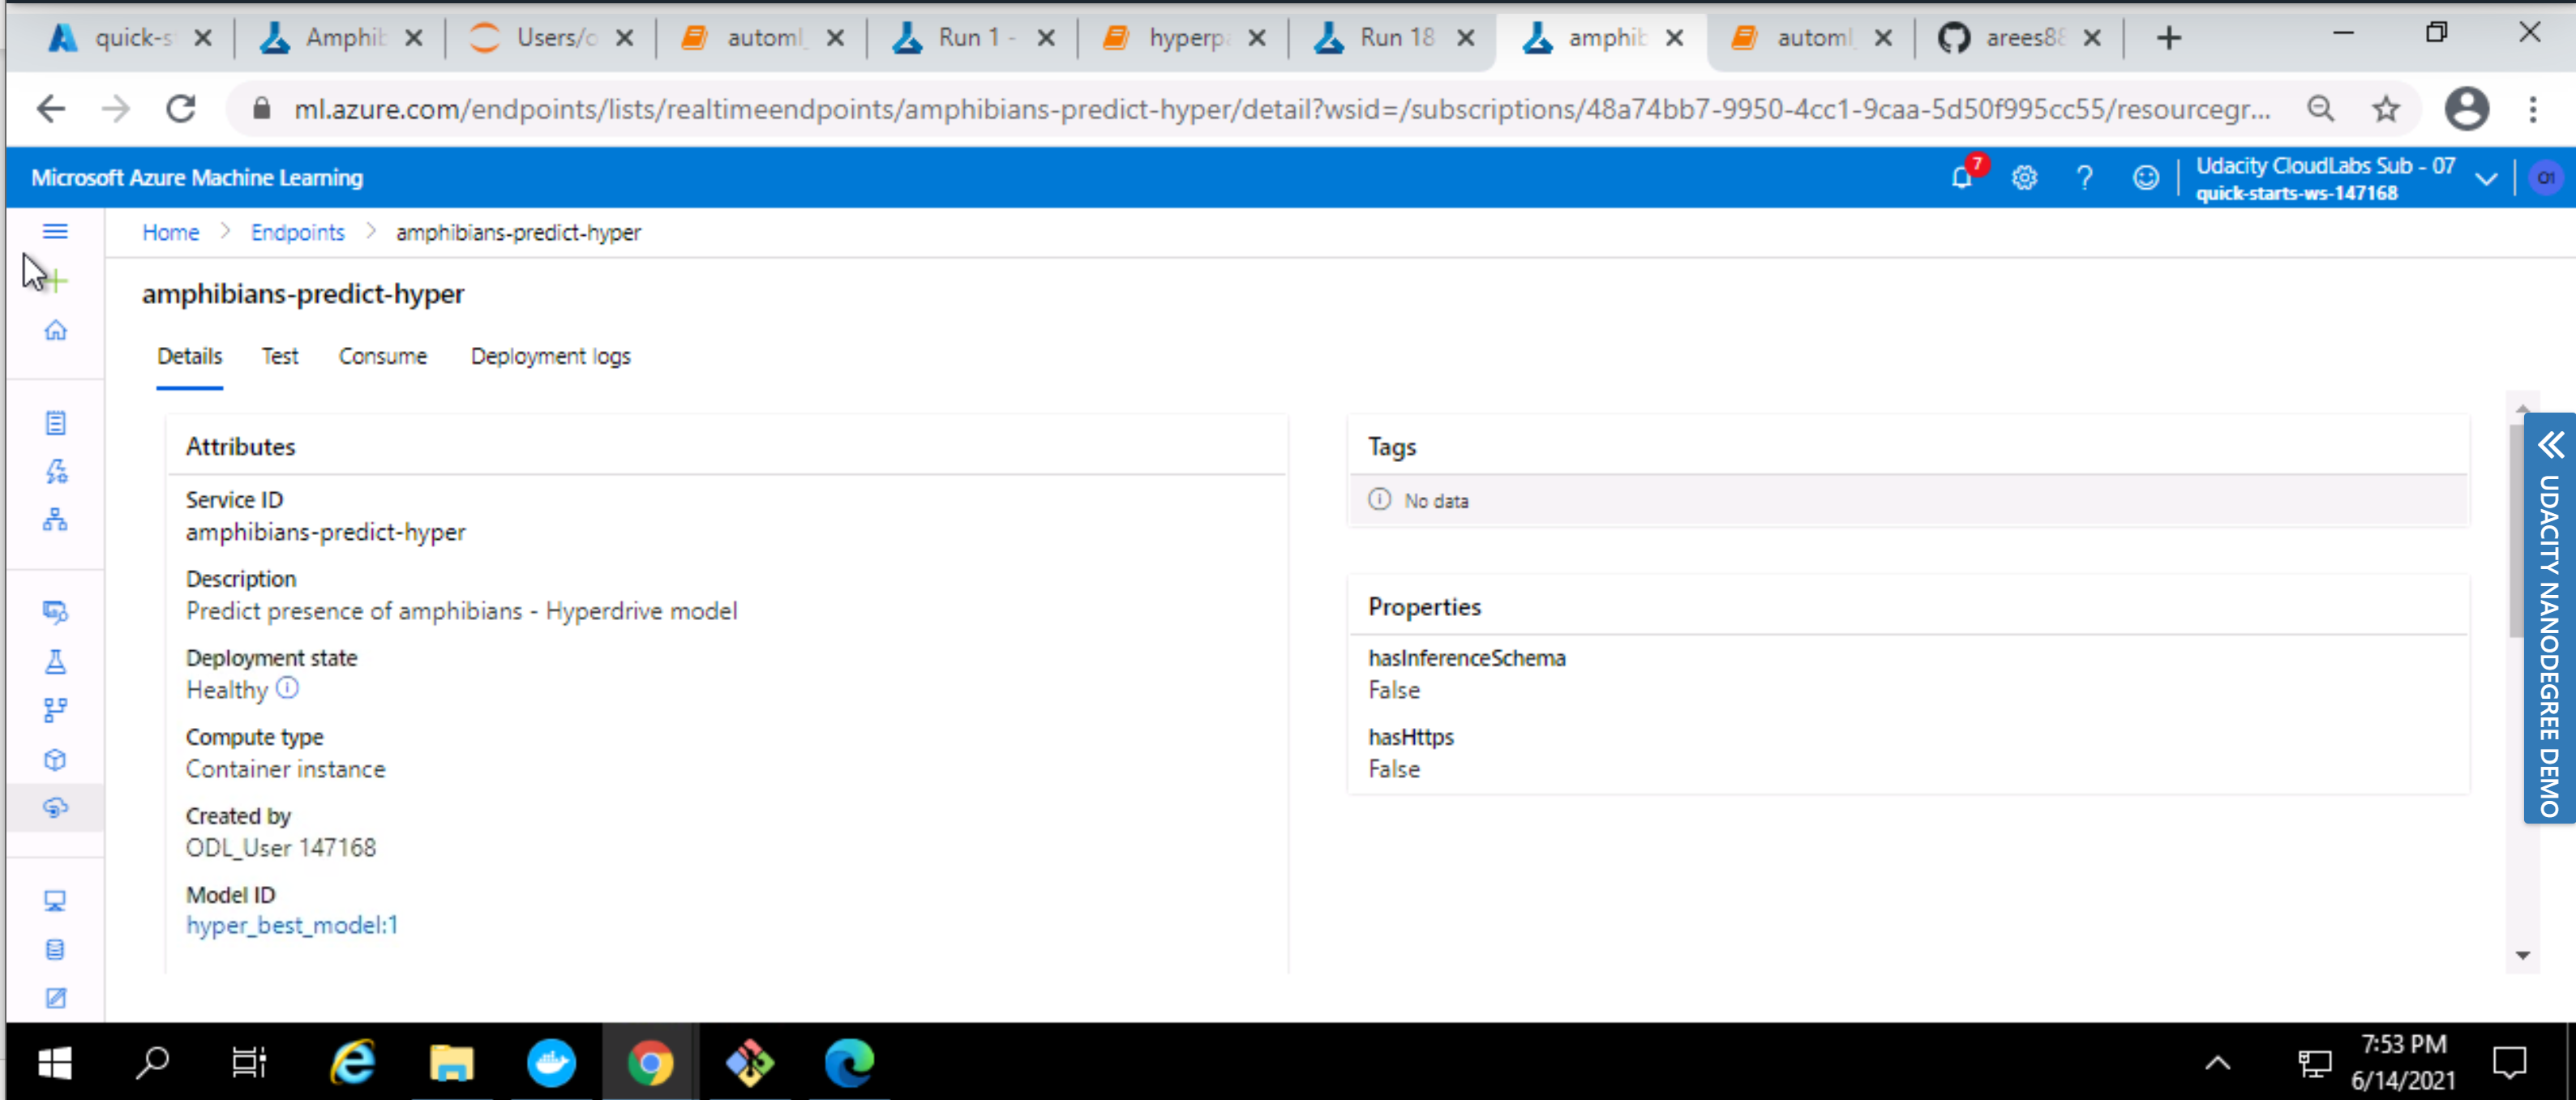 quick-s
Amphib
Users/o
automl_
Run 1 -
hyperp
Run 18
amphib
automl_
arees88
ml.azure.com/endpoints/lists/realtimeendpoints/amphibians-predict-hyper/detail?wsid=/subscriptions/48a74bb7-9950-4cc1-9caa-5d50f995cc55/resourcegr...
Microsoft Azure Machine Learning
7
Udacity CloudLabs Sub - 07
quick-starts-ws-147168
O1
Home > Endpoints > amphibians-predict-hyper
amphibians-predict-hyper
Details Test Consume Deployment logs
Attributes
Service ID
amphibians-predict-hyper
Description
Predict presence of amphibians - Hyperdrive model
Deployment state
Healthy
Compute type
Container instance
Created by
ODL_User 147168
Model ID
hyper_best_model:1
Tags
No data
Properties
hasInferenceSchema
False
hasHttps
False
UDACITY NANODEGREE DEMO
7:53 PM
6/14/2021